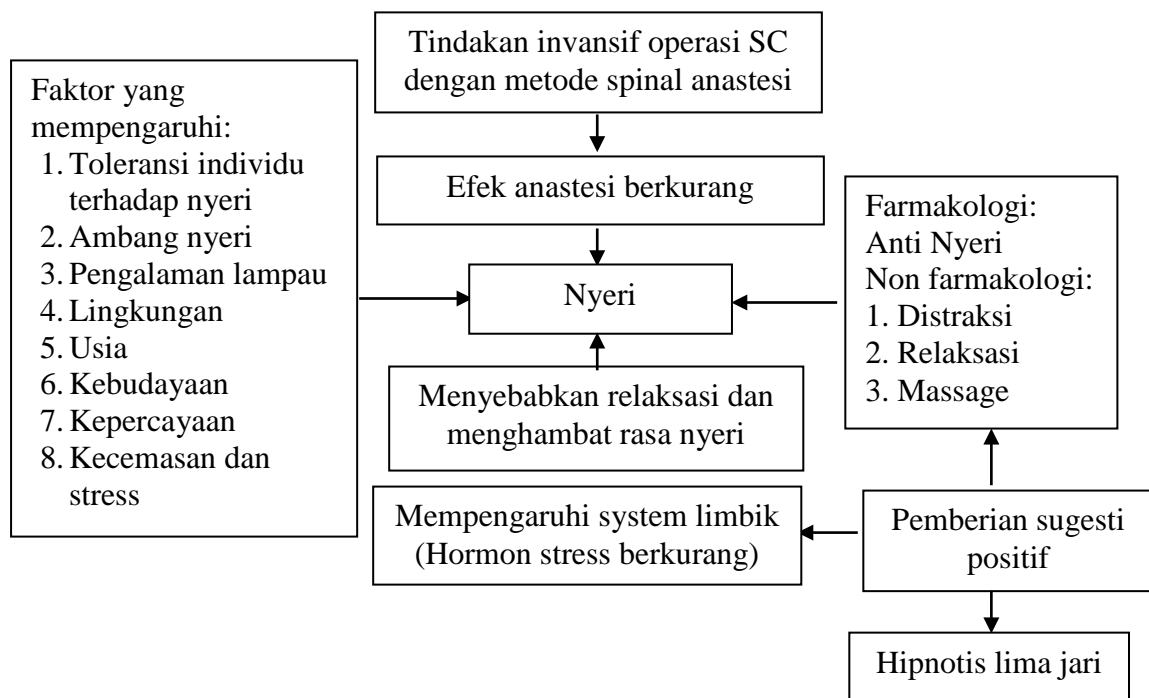 Tindakan invansif operasi SC
dengan metode spinal anastesi
Faktor yang
mempengaruhi:
1. Toleransi individu
terhadap nyeri
2. Ambang nyeri
3. Pengalaman lampau
4. Lingkungan
5. Usia
6. Kebudayaan
7. Kepercayaan
8. Kecemasan dan
stress
Efek anastesi berkurang
Nyeri
Farmakologi:
Anti Nyeri
Non farmakologi:
1. Distraksi
2. Relaksasi
3. Massage
Menyebabkan relaksasi dan
menghambat rasa nyeri
Mempengaruhi system limbik
(Hormon stress berkurang)
Pemberian sugesti
positif
Hipnotis lima jari